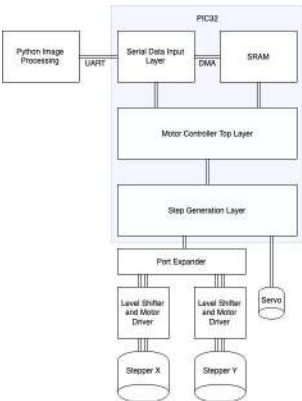 PIC32
Python Image
Processing
UART
Serial Data Input
Layer
DMA
SRAM
Motor Controller Top Layer
Step Generation Layer
Port Expander
Level Shifter
and Motor
Driver
Level Shifter
and Motor
Driver
Servo
Stepper X
Stepper Y